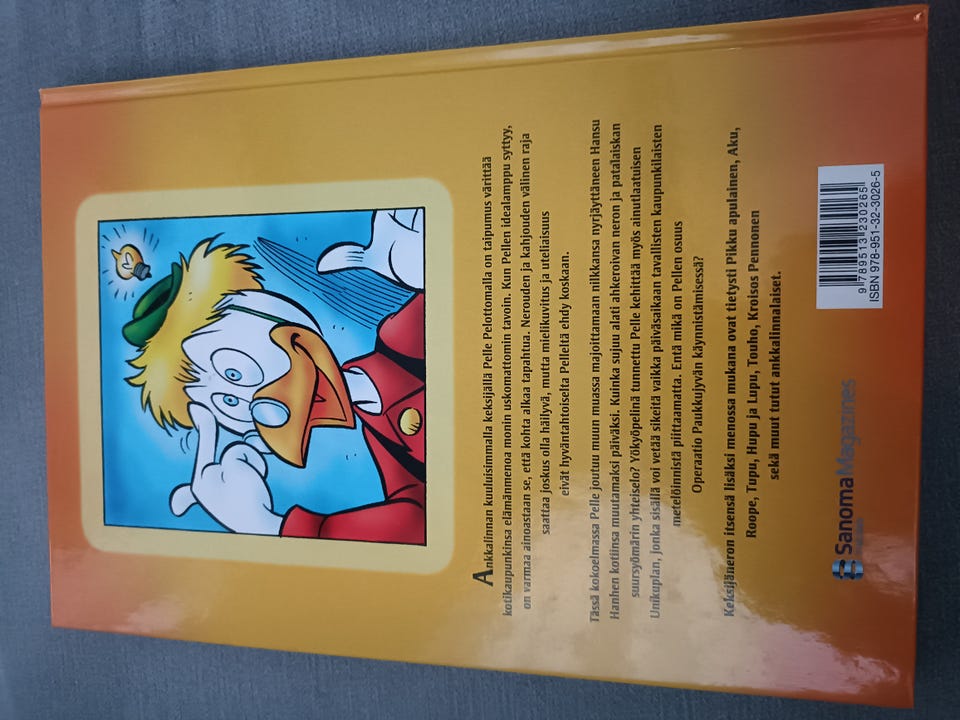 Ankkalinnan kuuluisimmalla keksijällä Pelle Pelottomalla on taipumus värittää
kotikaupunkinsa elämänmenoa monin uskomattomin tavoin. Kun Pellen idealamppu syttyy,
on varmaa ainoastaan se, että kohta alkaa tapahtua. Nerouden ja kahjouden välinen raja
saattaa joskus olla häilyvä, mutta mielikuvitus ja uteliaisuus
eivät hyväntahtoiselta Pelleltä ehdy koskaan.
Tässä kokoelmassa Pelle joutuu muun muassa majoittamaan nilkkansa nyrjäyttäneen Hansu
Hanhen kotiinsa muutamaksi päiväksi. Kuinka sujuu alati ahkeroivan neron ja patalaiskan
suursyömärin yhteiselo? Yökyöpelinä tunnettu Pelle kehittää myös ainutlaatuisen
Unikuplan, jonka sisällä voi vetää sikeitä vaikka päiväsaikaan tavallisten kaupunkilaisten
metelöinnistä piittaamatta. Entä mikä on Pellen osuus
Operaatio Paukkujyvän käynnistämisessä?
Keksijäneron itsensä lisäksi menossa mukana ovat tietysti Pikku apulainen, Aku,
Roope, Tupu, Hupu ja Lupu, Touho, Kroisos Pennonen
sekä muut tutut ankkalinnalaiset.
SanomaMagazines
9 789513 230265
ISBN 978-951-32-3026-5